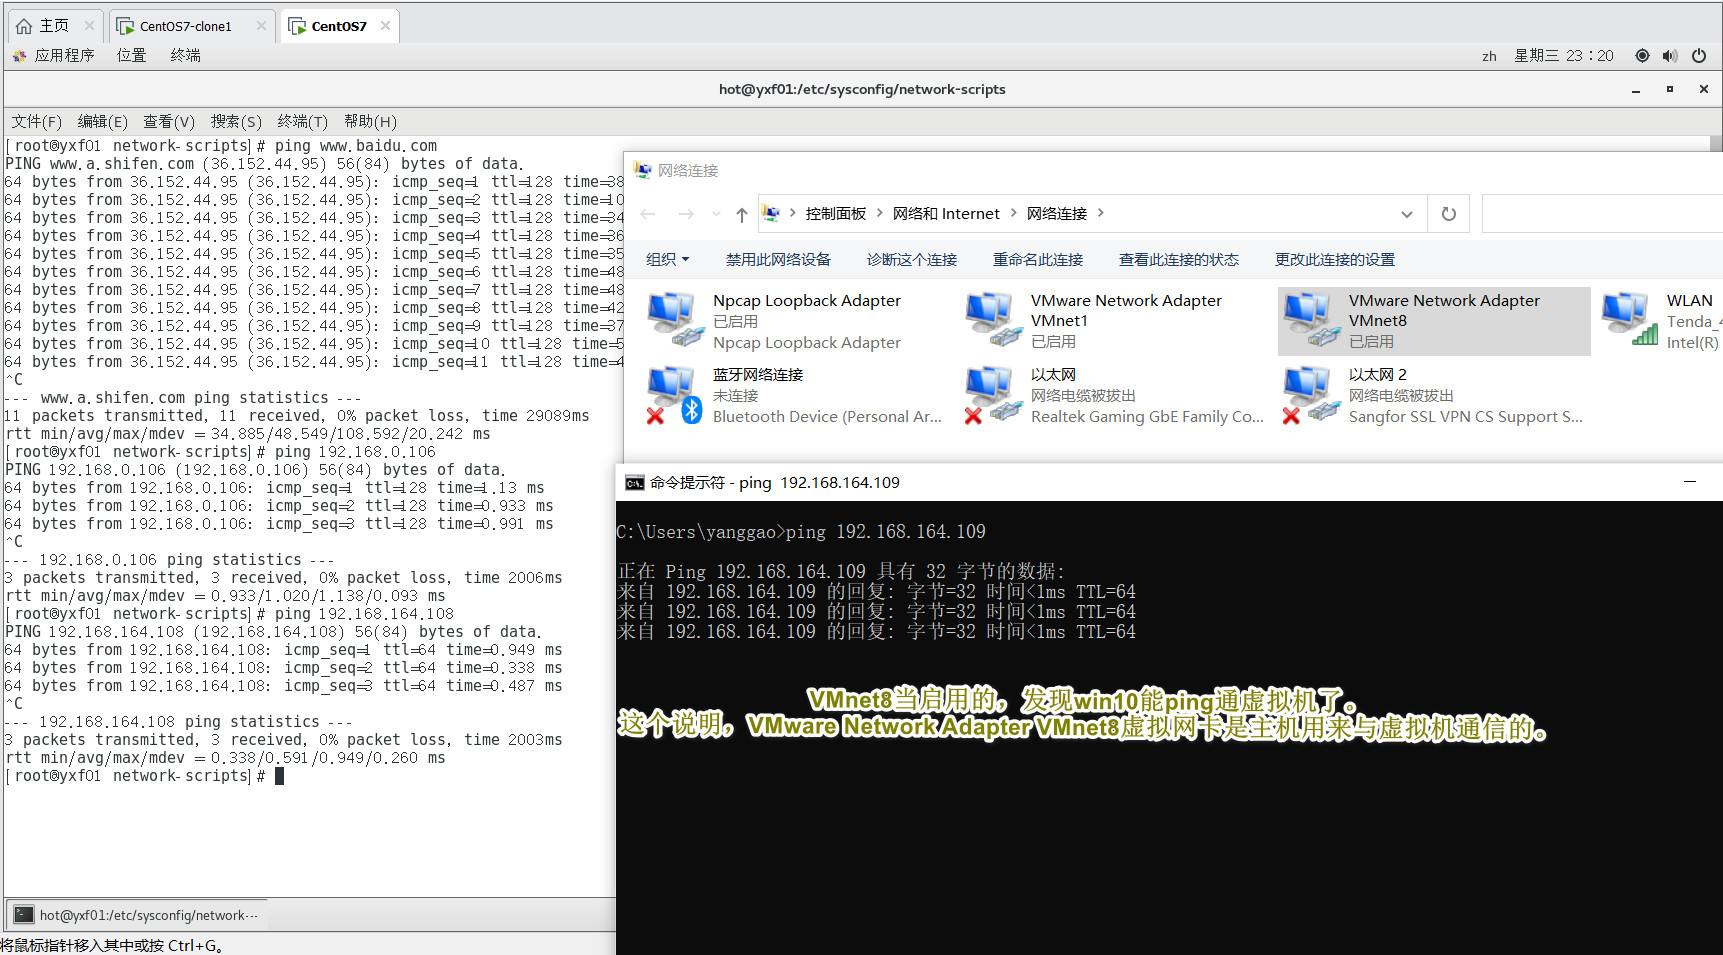 主页
CentOS7-clone1
CentOS7
应用程序 位置 终端
zh 星期三 23：20
hot@yxf01:/etc/sysconfig/network-scripts
文件(F) 编辑(E) 查看(V) 搜索(S) 终端(T) 帮助(H)
[root@yxf01 network-scripts]# ping www.baidu.com
PING www.a.shifen.com (36.152.44.95) 56(84) bytes of data.
64 bytes from 36.152.44.95 (36.152.44.95): icmp_seq=1 ttl=128 time=38
64 bytes from 36.152.44.95 (36.152.44.95): icmp_seq=2 ttl=128 time=10
64 bytes from 36.152.44.95 (36.152.44.95): icmp_seq=3 ttl=128 time=34
64 bytes from 36.152.44.95 (36.152.44.95): icmp_seq=4 ttl=128 time=36
64 bytes from 36.152.44.95 (36.152.44.95): icmp_seq=5 ttl=128 time=35
64 bytes from 36.152.44.95 (36.152.44.95): icmp_seq=6 ttl=128 time=48
64 bytes from 36.152.44.95 (36.152.44.95): icmp_seq=7 ttl=128 time=48
64 bytes from 36.152.44.95 (36.152.44.95): icmp_seq=8 ttl=128 time=42
64 bytes from 36.152.44.95 (36.152.44.95): icmp_seq=9 ttl=128 time=37
64 bytes from 36.152.44.95 (36.152.44.95): icmp_seq=10 ttl=128 time=5
64 bytes from 36.152.44.95 (36.152.44.95): icmp_seq=11 ttl=128 time=4
^C
--- www.a.shifen.com ping statistics ---
11 packets transmitted, 11 received, 0% packet loss, time 29089ms
rtt min/avg/max/mdev = 34.885/48.549/108.592/20.242 ms
[root@yxf01 network-scripts]# ping 192.168.0.106
PING 192.168.0.106 (192.168.0.106) 56(84) bytes of data.
64 bytes from 192.168.0.106: icmp_seq=1 ttl=128 time=1.13 ms
64 bytes from 192.168.0.106: icmp_seq=2 ttl=128 time=0.933 ms
64 bytes from 192.168.0.106: icmp_seq=3 ttl=128 time=0.991 ms
^C
--- 192.168.0.106 ping statistics ---
3 packets transmitted, 3 received, 0% packet loss, time 2006ms
rtt min/avg/max/mdev = 0.933/1.020/1.138/0.093 ms
[root@yxf01 network-scripts]# ping 192.168.164.108
PING 192.168.164.108 (192.168.164.108) 56(84) bytes of data.
64 bytes from 192.168.164.108: icmp_seq=1 ttl=64 time=0.949 ms
64 bytes from 192.168.164.108: icmp_seq=2 ttl=64 time=0.338 ms
64 bytes from 192.168.164.108: icmp_seq=3 ttl=64 time=0.487 ms
^C
--- 192.168.164.108 ping statistics ---
3 packets transmitted, 3 received, 0% packet loss, time 2003ms
rtt min/avg/max/mdev = 0.338/0.591/0.949/0.260 ms
[root@yxf01 network-scripts]#
网络连接
控制面板 > 网络和 Internet > 网络连接 >
组织 禁用此网络设备 诊断这个连接 重命名此连接 查看此连接的状态 更改此连接的设置
Npcap Loopback Adapter
已启用
Npcap Loopback Adapter
VMware Network Adapter
VMnet1
已启用
VMware Network Adapter
VMnet8
已启用
WLAN
Tenda_4
Intel(R)
蓝牙网络连接
未连接
Bluetooth Device (Personal Ar...
以太网
网络电缆被拔出
Realtek Gaming GbE Family Co...
以太网 2
网络电缆被拔出
Sangfor SSL VPN CS Support S...
命令提示符 - ping 192.168.164.109
C:\Users\yanggao>ping 192.168.164.109
正在 Ping 192.168.164.109 具有 32 字节的数据:
来自 192.168.164.109 的回复: 字节=32 时间<1ms TTL=64
来自 192.168.164.109 的回复: 字节=32 时间<1ms TTL=64
来自 192.168.164.109 的回复: 字节=32 时间<1ms TTL=64
VMnet8当启用的，发现win10能ping通虚拟机了。
这个说明，VMware Network Adapter VMnet8虚拟网卡是主机用来与虚拟机通信的。
hot@yxf01:/etc/sysconfig/network···
将鼠标指针移入其中或按 Ctrl+G。